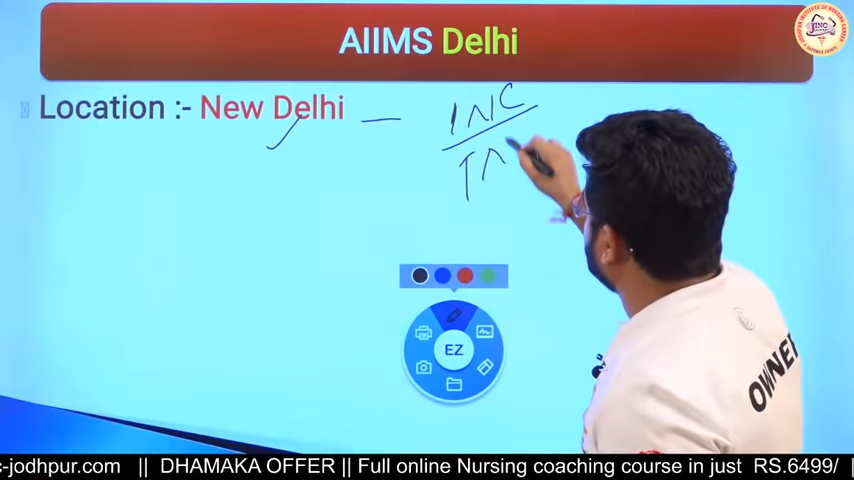 AIIMS Delhi
Location :- New Delhi — INC
EZ
OWNER
JINC
c-jodhpur.com || DHAMAKA OFFER || Full online Nursing coaching course in just RS.6499/